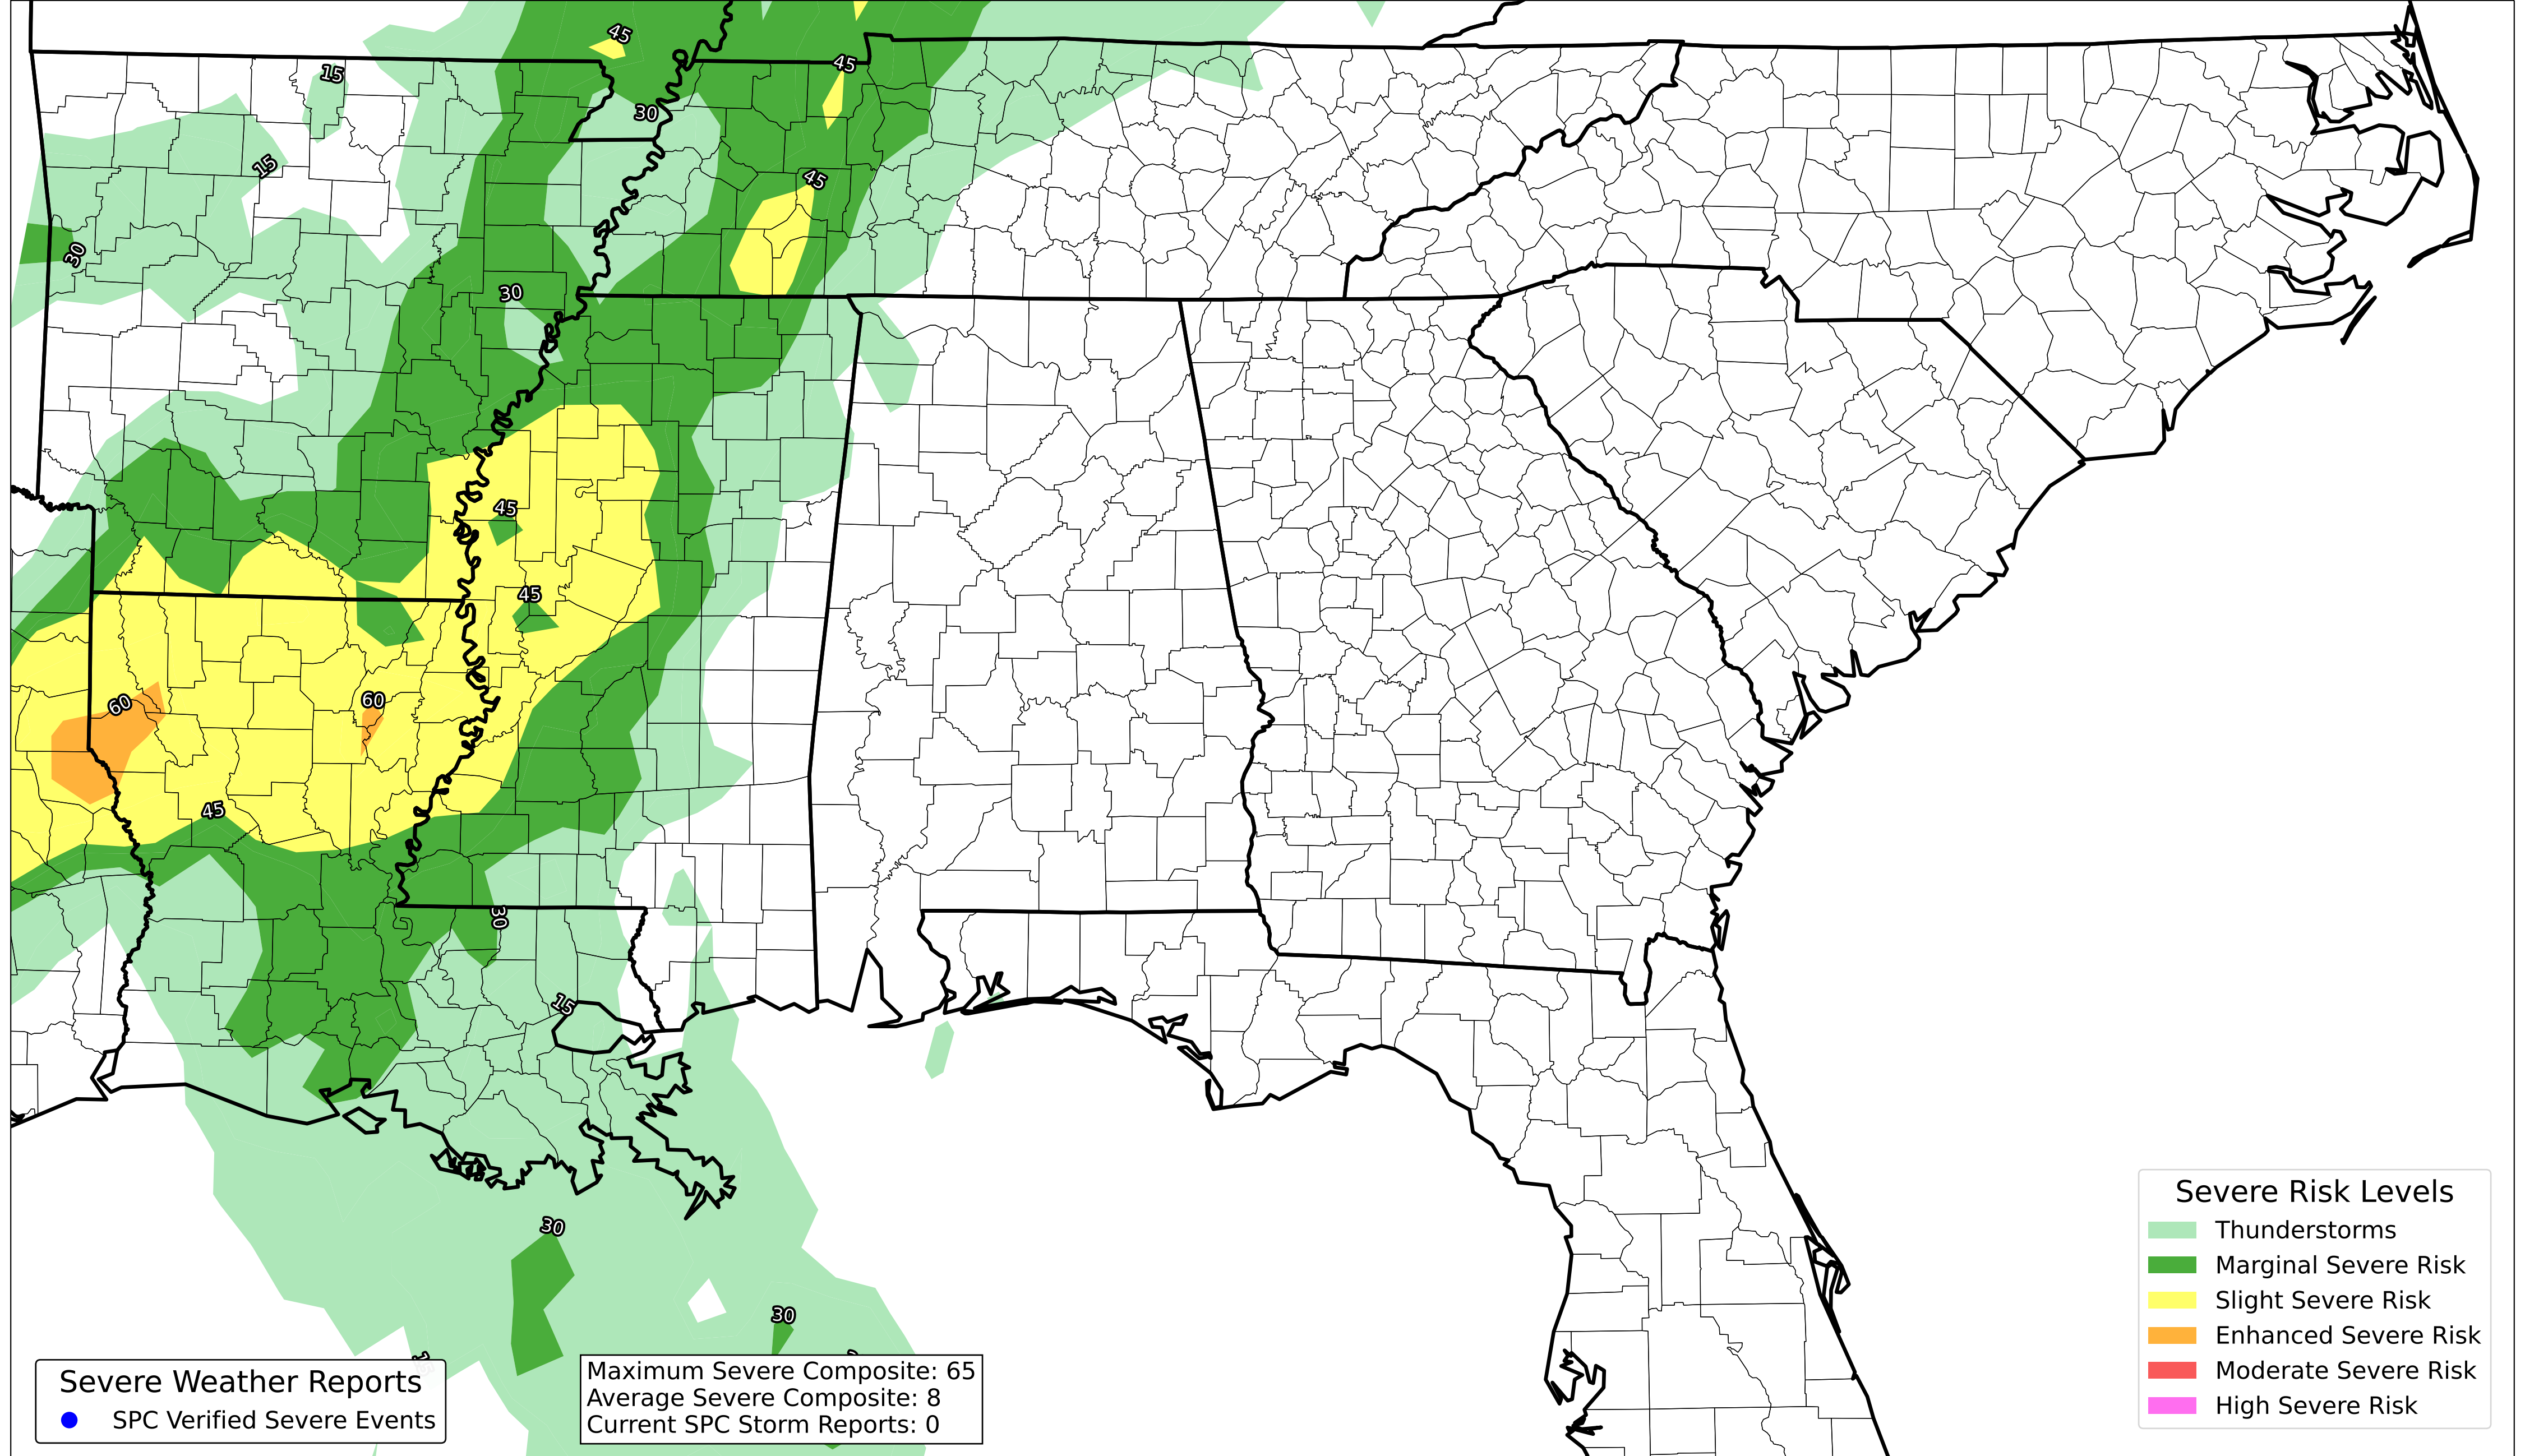 45
15
45
30
15
45
30
30
45
45
60
60
45
30
15
30
30
Severe Risk Levels
Thunderstorms
Marginal Severe Risk
Slight Severe Risk
Enhanced Severe Risk
Moderate Severe Risk
High Severe Risk
Severe Weather Reports
SPC Verified Severe Events
Maximum Severe Composite: 65
Average Severe Composite: 8
Current SPC Storm Reports: 0